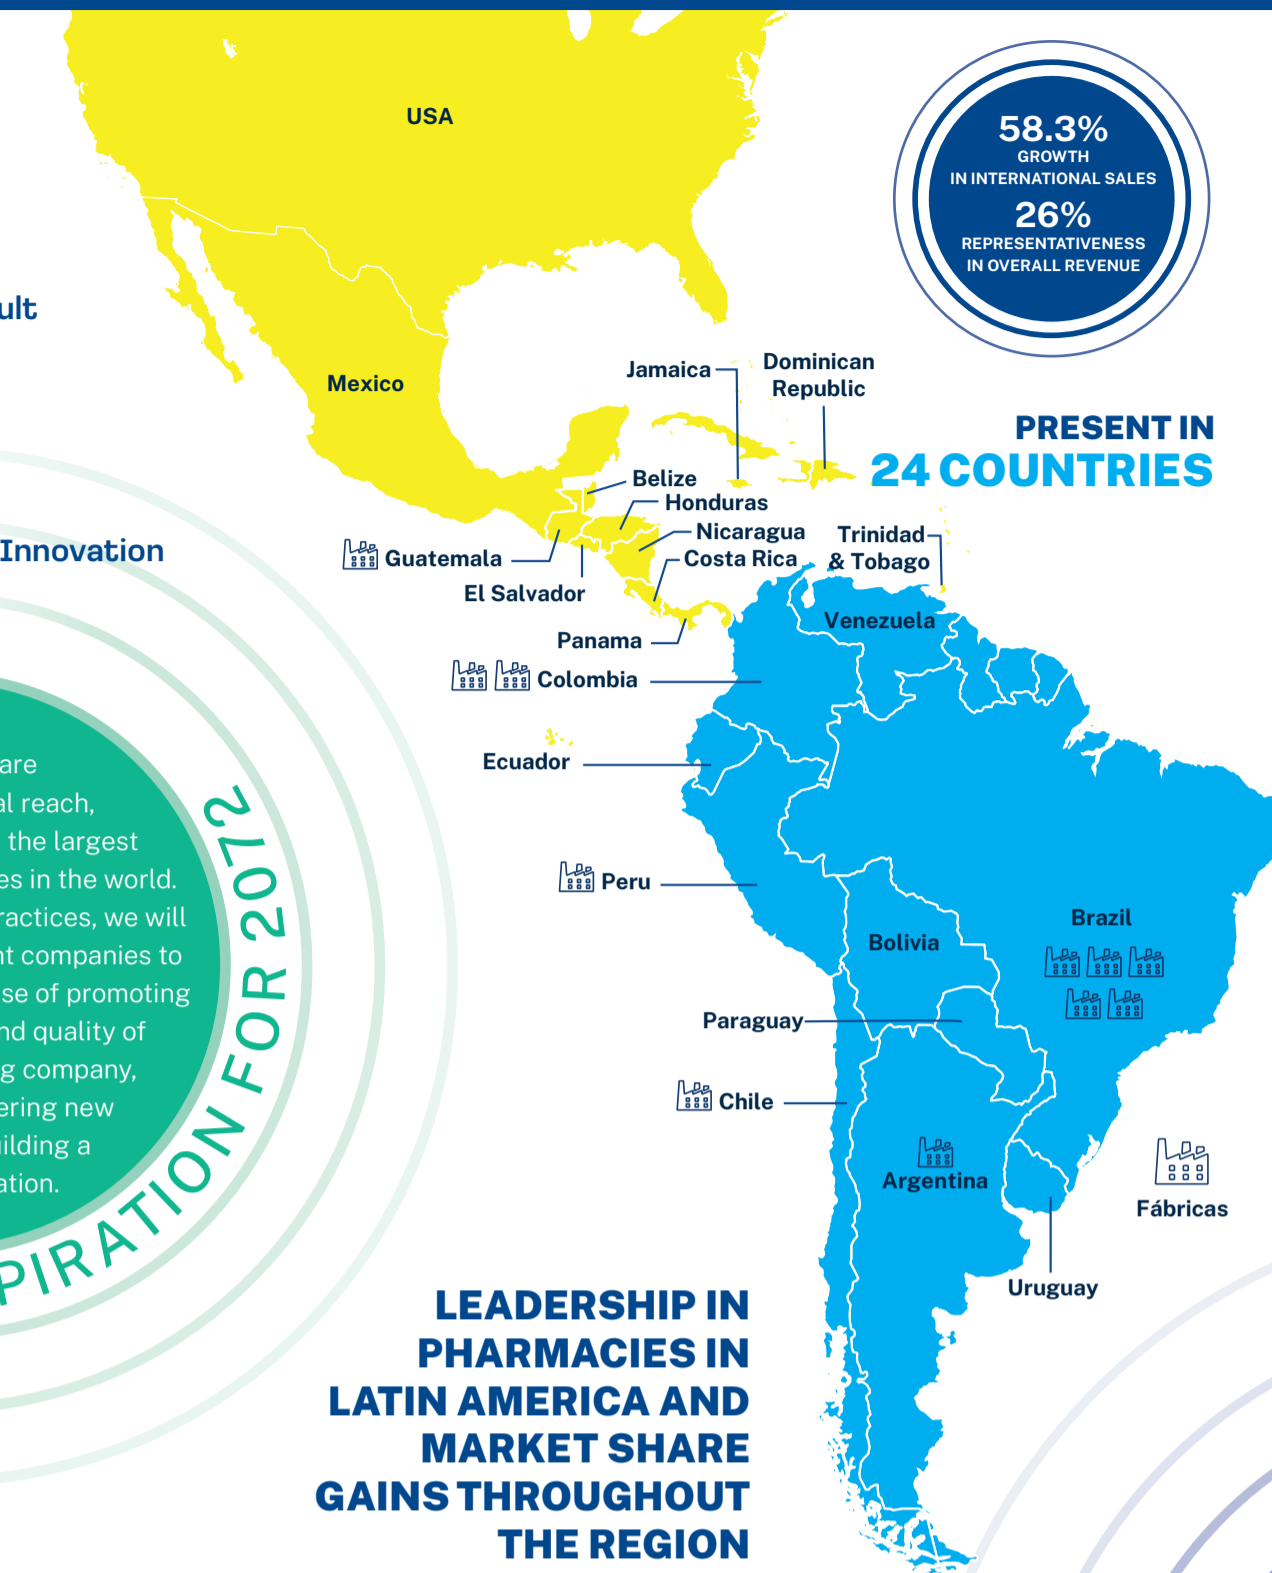 USA
58.3%
GROWTH
IN INTERNATIONAL SALES
26%
REPRESENTATIVENESS
IN OVERALL REVENUE
ult
Mexico
Jamaica
Dominican
Republic
PRESENT IN
24 COUNTRIES
Belize
Honduras
Nicaragua
Costa Rica
Trinidad
& Tobago
Innovation
Guatemala
El Salvador
Panama
Venezuela
Colombia
Ecuador
Peru
Bolivia
Brazil
Paraguay
Chile
Argentina
Fábricas
Uruguay
are
al reach,
the largest
es in the world.
ractices, we will
nt companies to
se of promoting
nd quality of
g company,
ering new
ilding a
ation.
PIRATION FOR 2072
LEADERSHIP IN
PHARMACIES IN
LATIN AMERICA AND
MARKET SHARE
GAINS THROUGHOUT
THE REGION